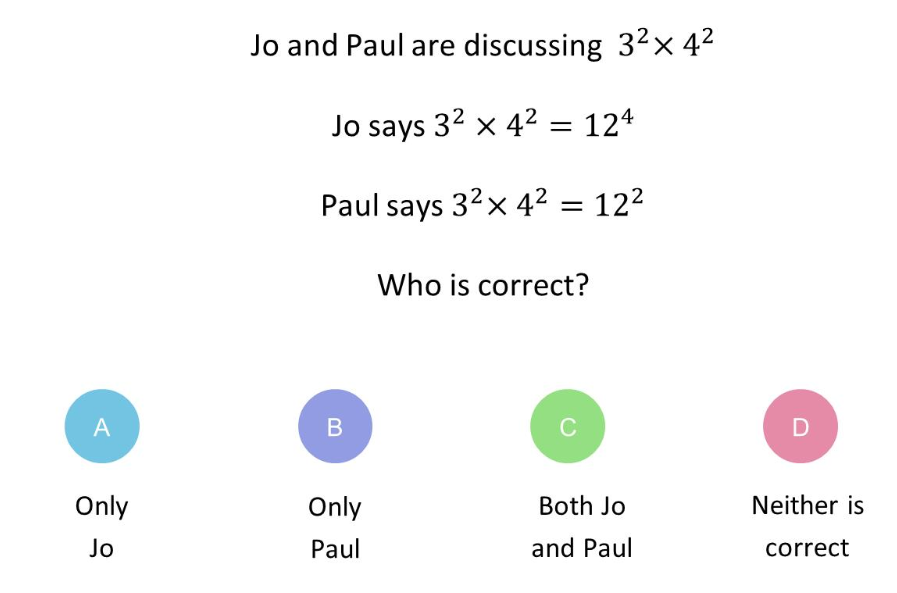 Jo and Paul are discussing 3² × 4²
Jo says 3² × 4² = 12⁴
Paul says 3² × 4² = 12²
Who is correct?
A
B
C
D
Only
Jo
Only
Paul
Both Jo
and Paul
Neither is
correct